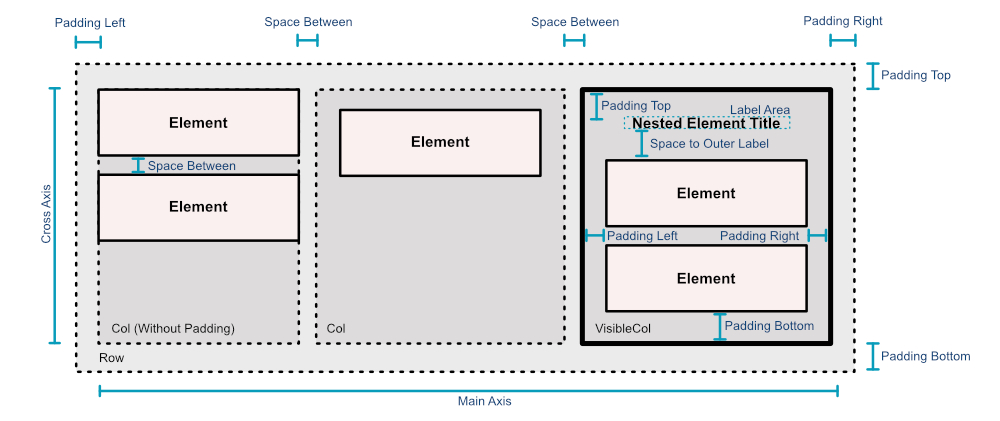 Padding Left
Space Between
Space Between
Padding Right
Padding Top
Element
Space Between
Element
Col (Without Padding)
Element
Col
Padding Top
Label Area
Nested Element Title
Space to Outer Label
Element
Padding Left
Padding Right
Element
Padding Bottom
VisibleCol
Row
Padding Bottom
Cross Axis
Main Axis